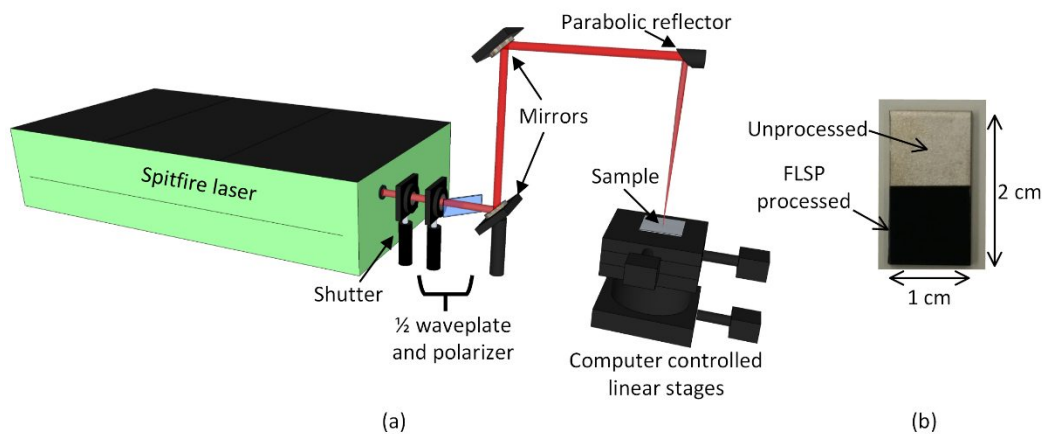 Parabolic reflector
Mirrors
Spitfire laser
Sample
Shutter
½ waveplate
and polarizer
Computer controlled
linear stages
(a)
Unprocessed
FLSP
processed
2 cm
1 cm
(b)